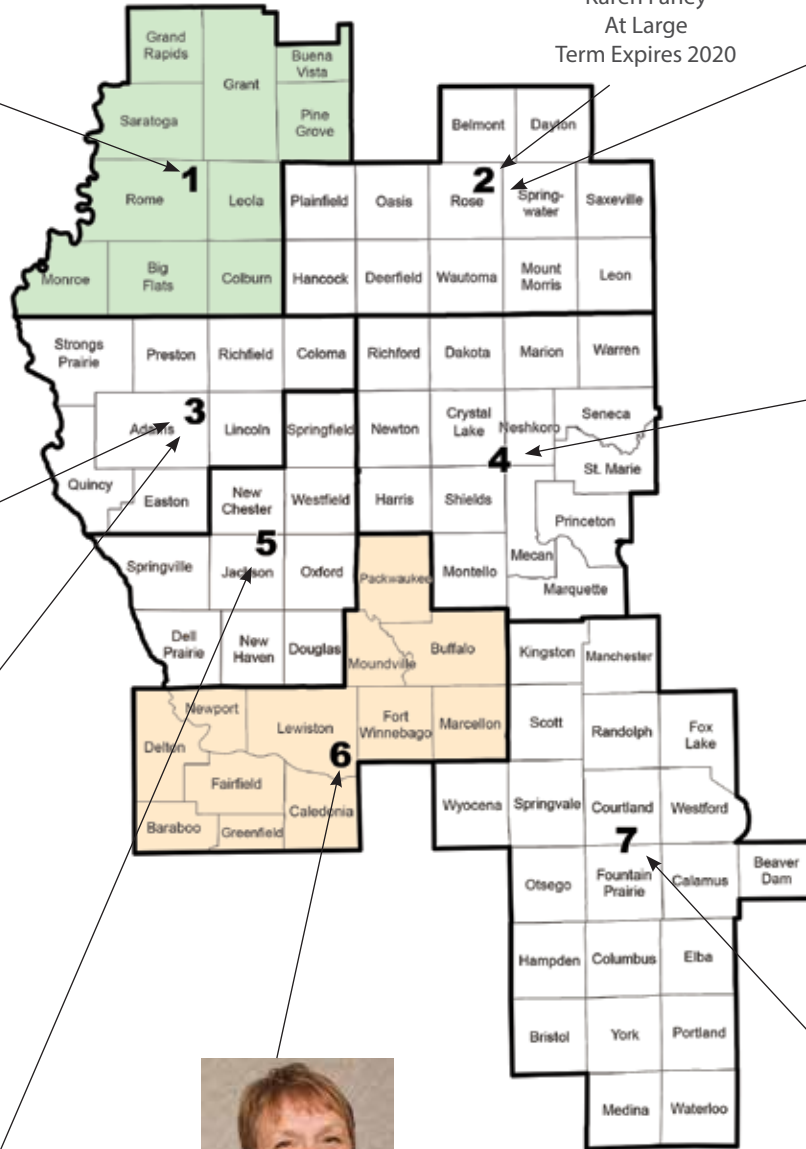 At Large
Term Expires 2020
Grand
Rapids
Grant
Buena
Vista
Saratoga
Pine
Grove
Belmont
Dayton
1
2
Rome
Leola
Plainfield
Oasis
Rose
Spring-
water
Saxeville
Monroe
Big
Flats
Colburn
Hancock
Deerfield
Wautoma
Mount
Morris
Leon
Strongs
Prairie
Preston
Richfield
Coloma
Richford
Dakota
Marion
Warren
3
Adams
Lincoln
Springfield
Newton
Crystal
Lake
Neshkoro
Seneca
4
St. Marie
Quincy
Easton
New
Chester
Westfield
Harris
Shields
Princeton
5
Springville
Jackson
Oxford
Packwaukee
Montello
Mecan
Marquette
Dell
Prairie
New
Haven
Douglas
Moundville
Buffalo
Kingston
Manchester
Newport
Delton
Lewiston
Fort
Winnebago
Marcellon
Scott
Randolph
Fox
Lake
6
Fairfield
Caledonia
Wyocena
Springvale
Courtland
Westford
Baraboo
Greenfield
7
Otsego
Fountain
Prairie
Calamus
Beaver
Dam
Hampden
Columbus
Elba
Bristol
York
Portland
Medina
Waterloo